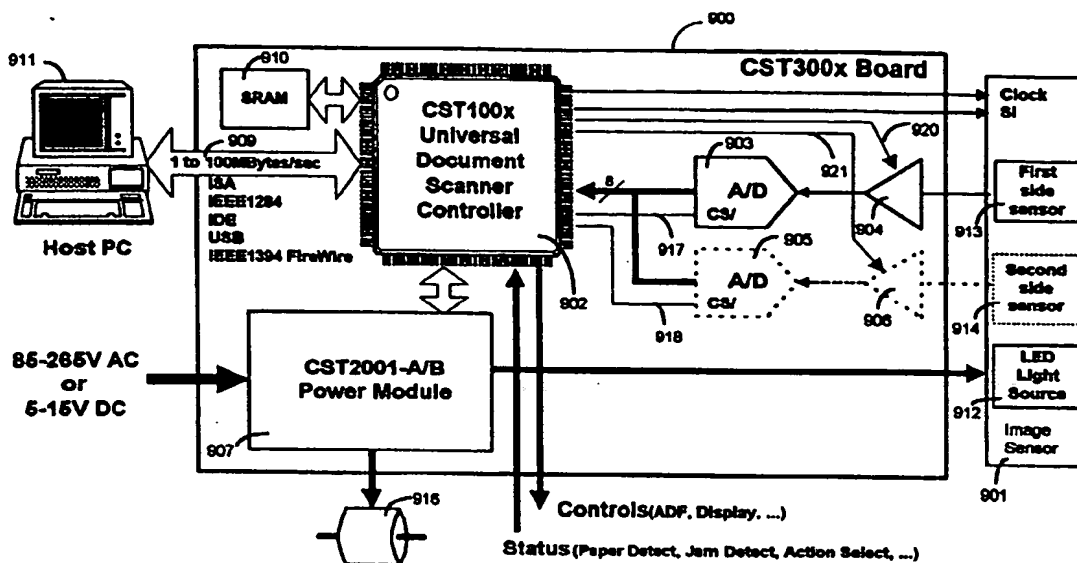 900
911
910
SRAM
CST300x Board
CST100x
Universal
Document
Scanner
Controller
902
909
1 to 100MBytes/sec
ISA
IEEE1284
IDE
USB
IEEE1394 FireWire
Host PC
Clock
SI
920
903
A/D
CS/
8
921
904
917
905
A/D
CS/
906
918
First
side
sensor
913
Second
side
sensor
914
LED
Light
Source
912
Image
Sensor
901
85-265V AC
or
5-15V DC
CST2001-A/B
Power Module
907
916
Controls(ADF, Display, ...)
Status(Paper Detect, Jam Detect, Action Select, ...)